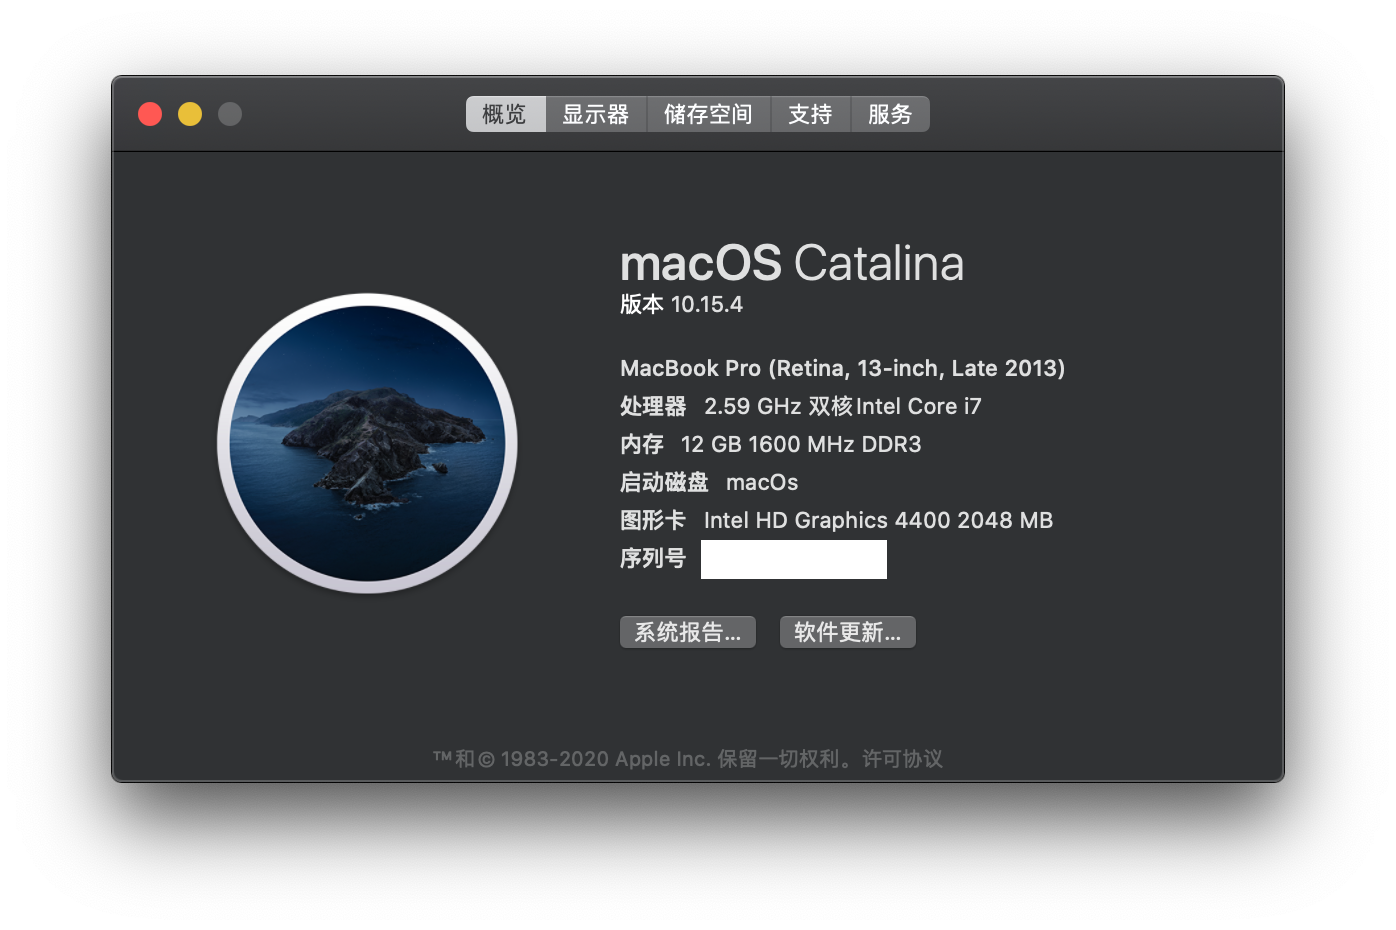 概览 显示器 储存空间 支持 服务
macOS Catalina
版本 10.15.4
MacBook Pro (Retina, 13-inch, Late 2013)
处理器 2.59 GHz 双核Intel Core i7
内存 12 GB 1600 MHz DDR3
启动磁盘 macOs
图形卡 Intel HD Graphics 4400 2048 MB
序列号
系统报告... 软件更新...
™和© 1983-2020 Apple Inc. 保留一切权利。许可协议